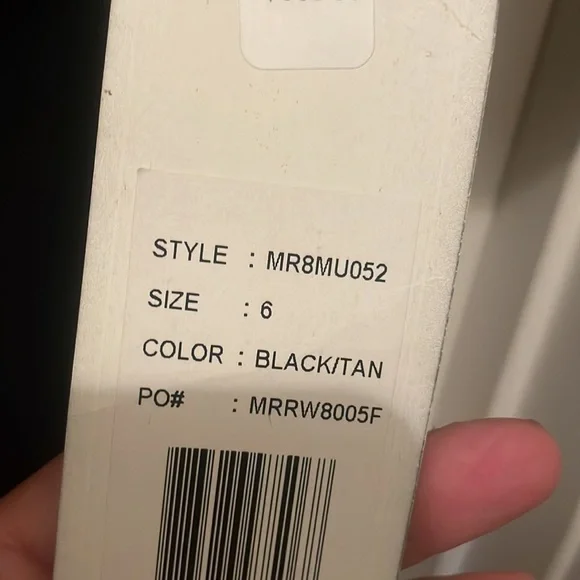 STYLE : MR8MU052
SIZE : 6
COLOR : BLACK/TAN
PO# : MRRW8005F